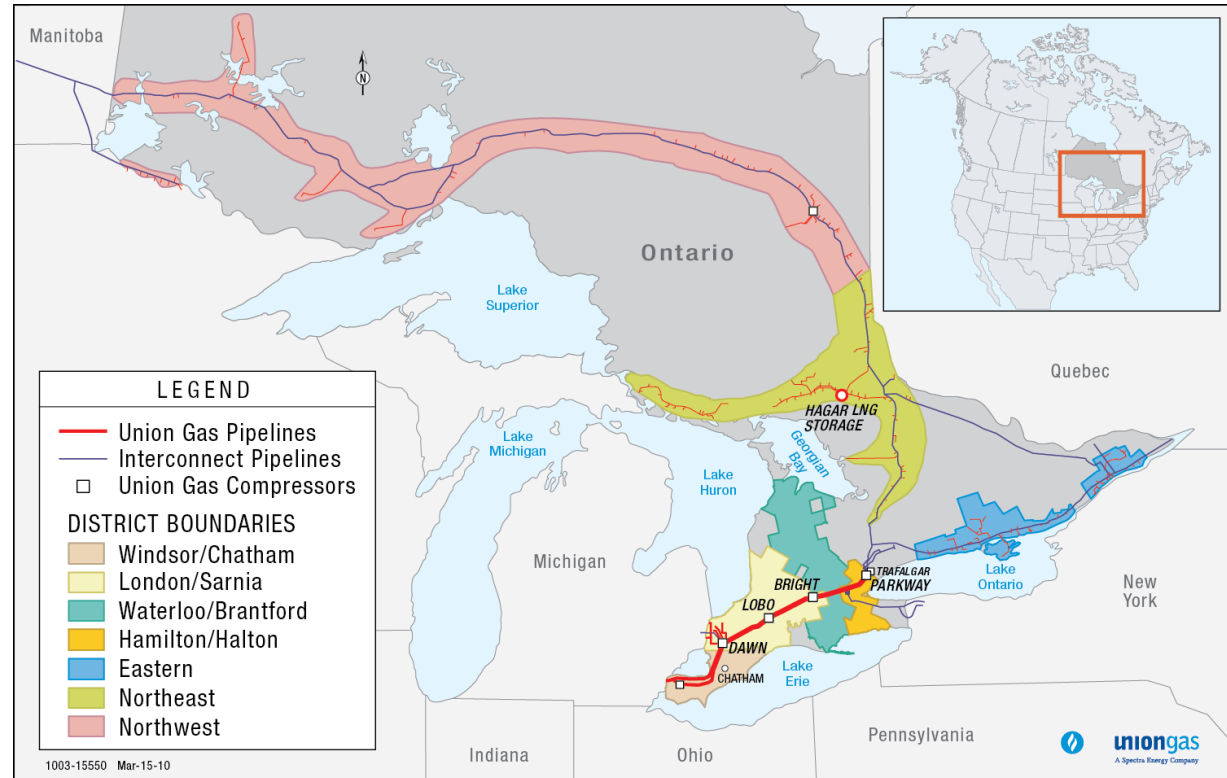 Manitoba
N
Ontario
Lake
Superior
Quebec
HAGAR LNG
STORAGE
Georgian
Bay
Lake
Michigan
Lake
Huron
Michigan
TRAFALGAR
PARKWAY
BRIGHT
LOBO
DAWN
CHATHAM
Lake
Ontario
New
York
Lake
Erie
Pennsylvania
Indiana
Ohio
LEGEND
Union Gas Pipelines
Interconnect Pipelines
Union Gas Compressors
DISTRICT BOUNDARIES
Windsor/Chatham
London/Sarnia
Waterloo/Brantford
Hamilton/Halton
Eastern
Northeast
Northwest
1003-15550 Mar-15-10
uniongas
A Spectra Energy Company